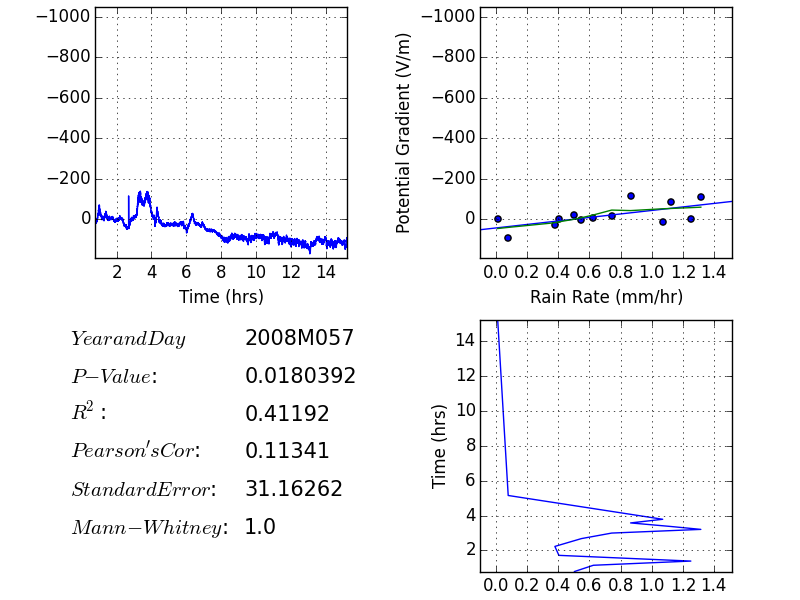 −1000
−800
−600
−400
−200
0
2 4 6 8 10 12 14
Time (hrs)
Potential Gradient (V/m)
−1000
−800
−600
−400
−200
0
0.0 0.2 0.4 0.6 0.8 1.0 1.2 1.4
Rain Rate (mm/hr)
YearandDay 2008M057
P−Value: 0.0180392
R²: 0.41192
Pearson'sCor: 0.11341
StandardError: 31.16262
Mann−Whitney: 1.0
Time (hrs)
14
12
10
8
6
4
2
0.0 0.2 0.4 0.6 0.8 1.0 1.2 1.4